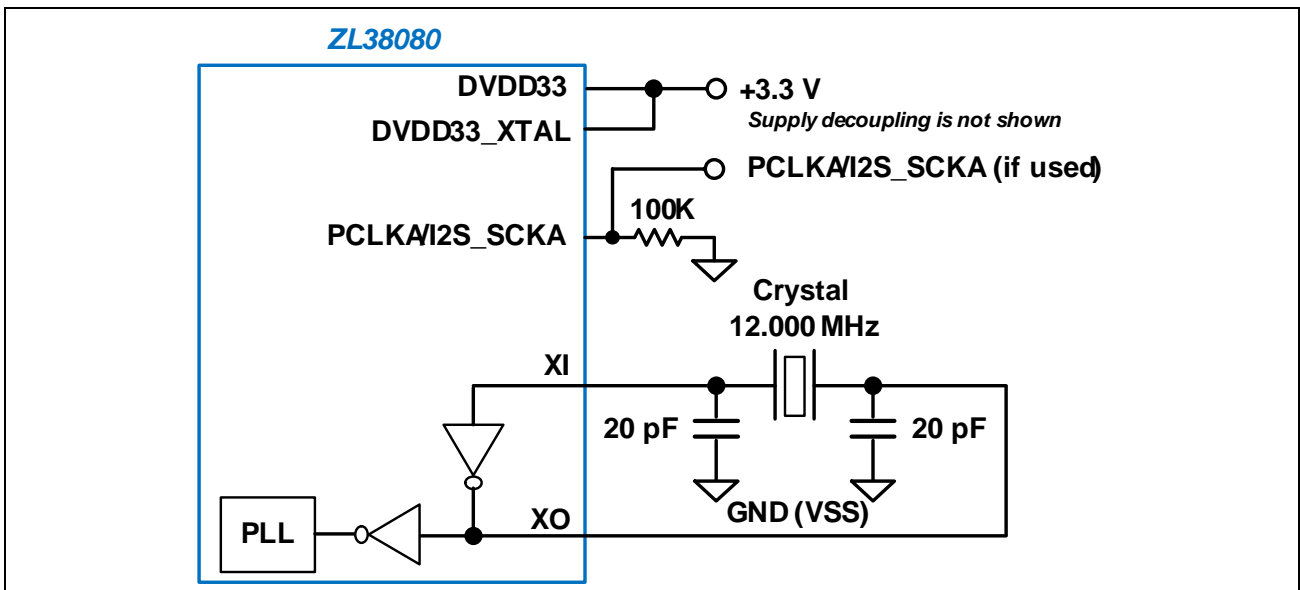 ZL38080
DVDD33
+3.3 V
Supply decoupling is not shown
DVDD33_XTAL
PCLKA/I2S_SCKA (if used)
100K
PCLKA/I2S_SCKA
Crystal
12.000 MHz
XI
20 pF
20 pF
GND (VSS)
XO
PLL